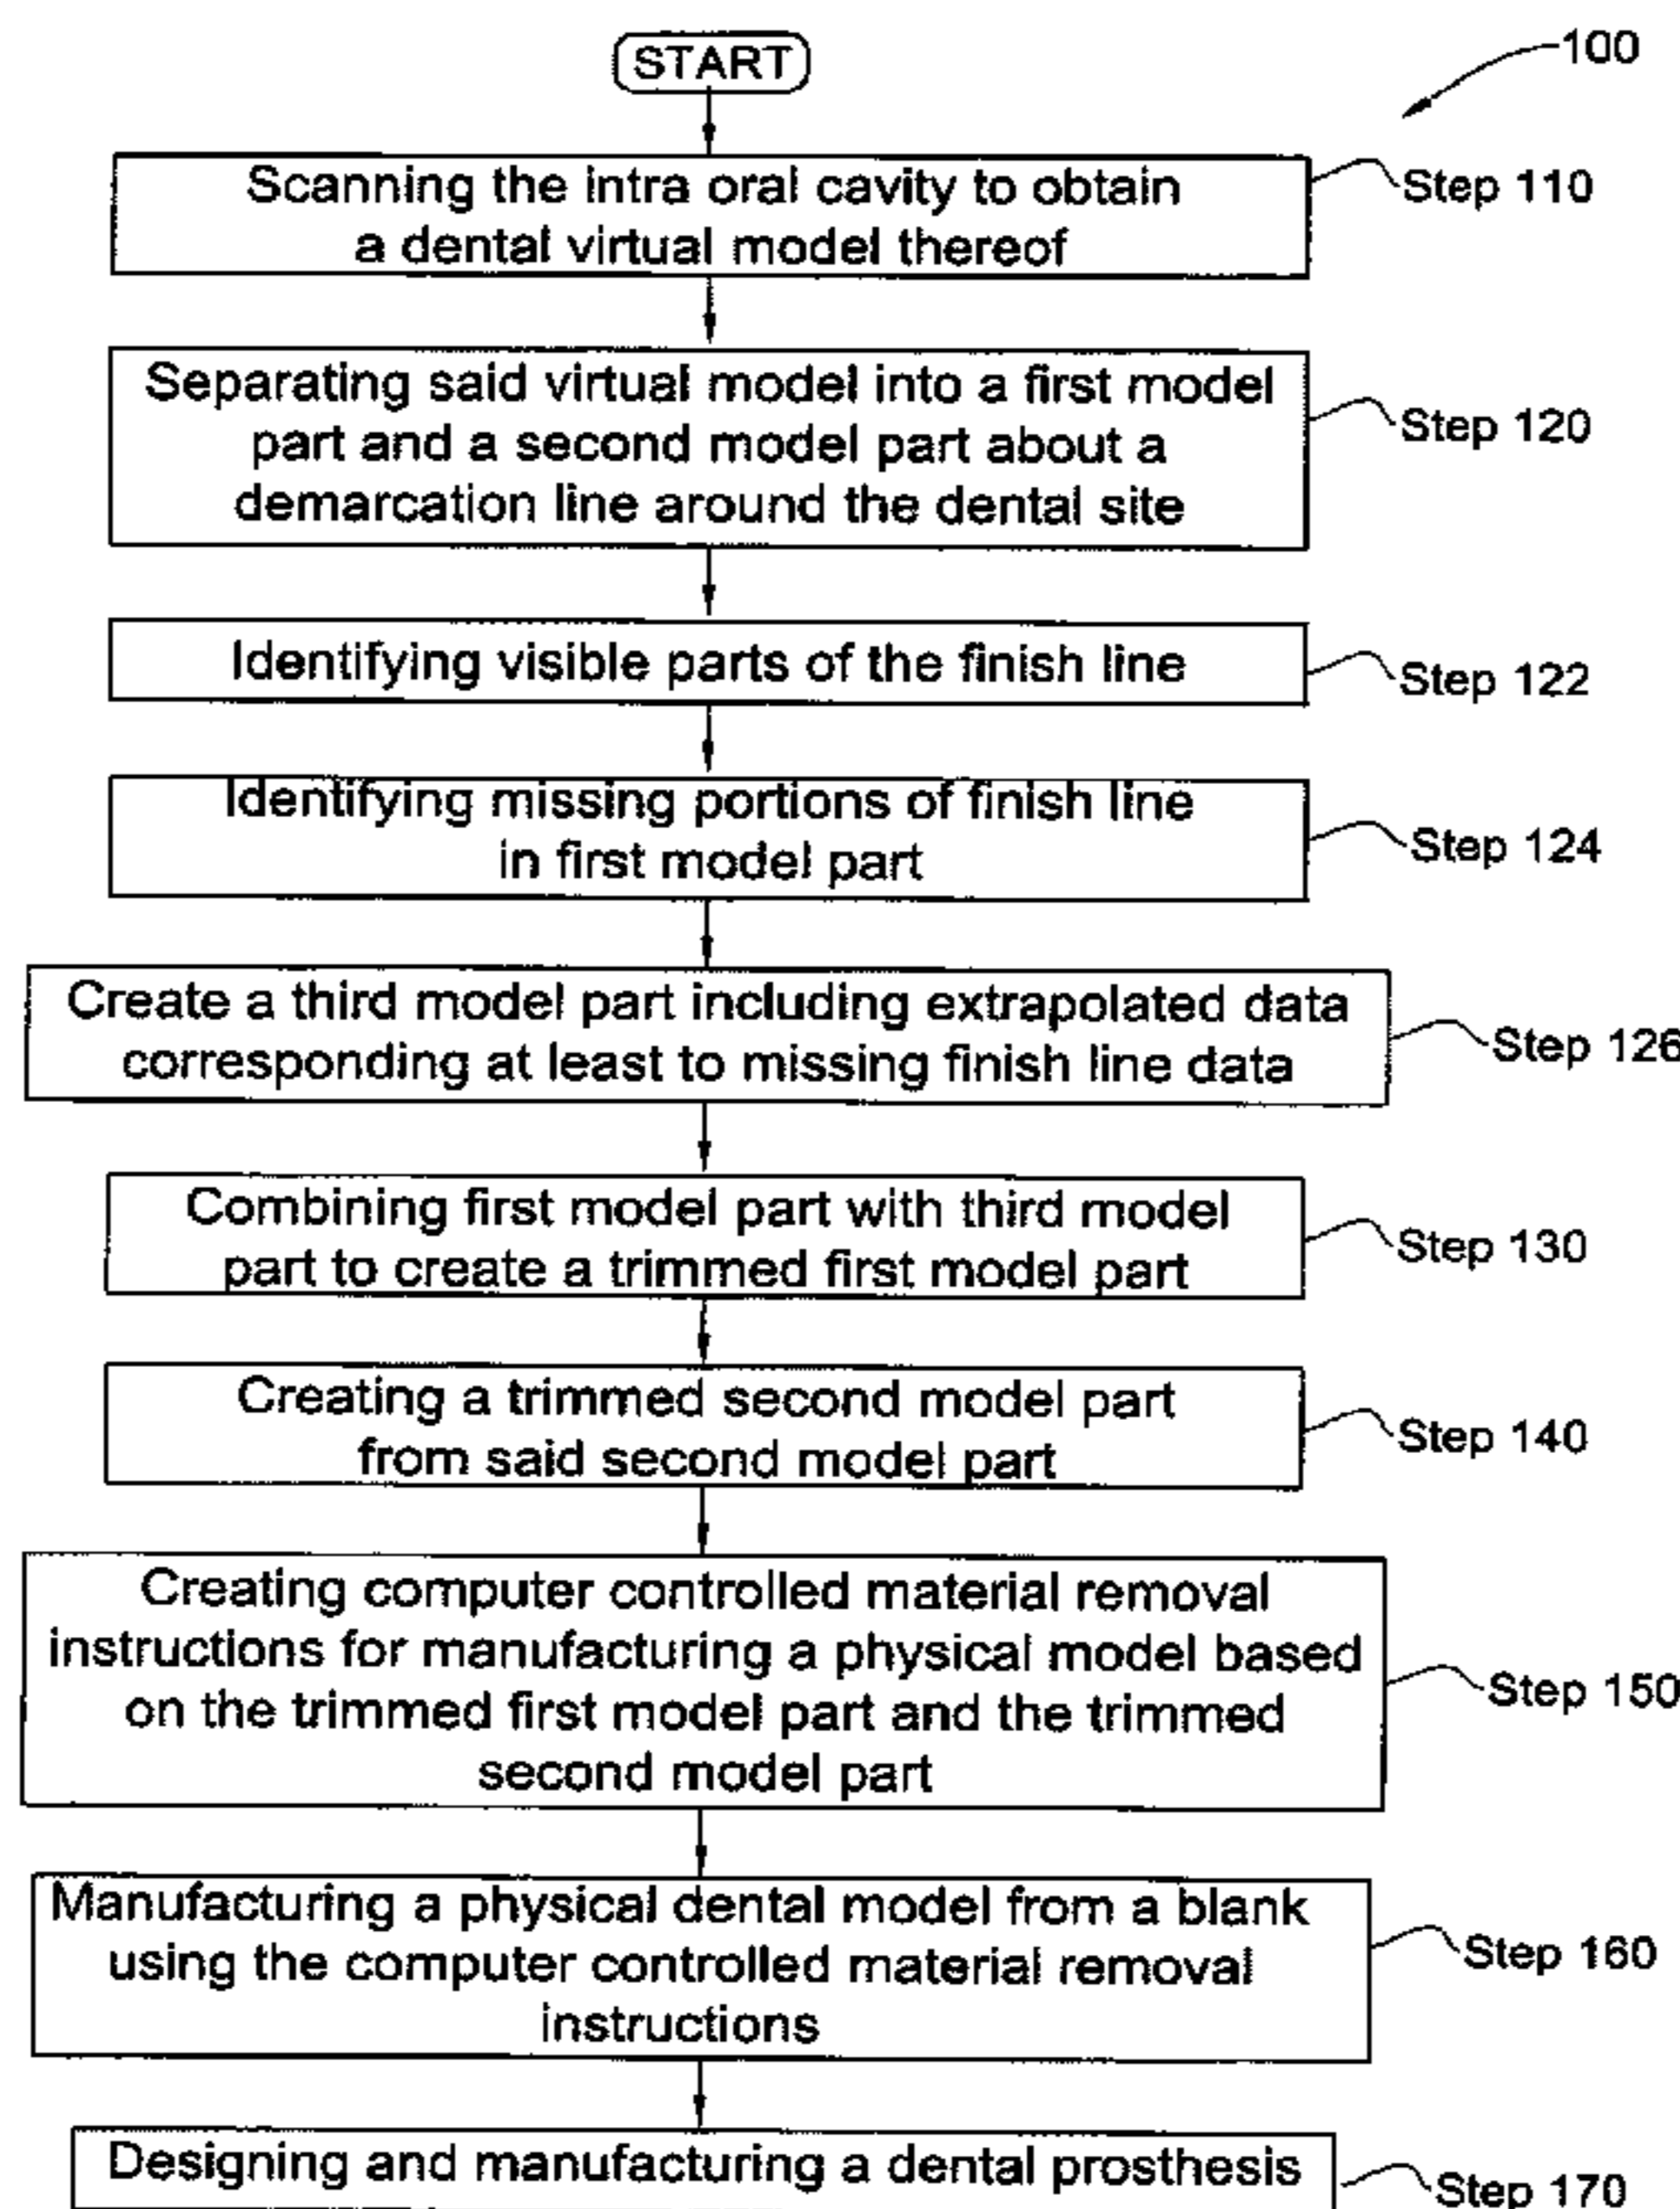 START
100
Scanning the intra oral cavity to obtain
a dental virtual model thereof
Step 110
Separating said virtual model into a first model
part and a second model part about a
demarcation line around the dental site
Step 120
Identifying visible parts of the finish line
Step 122
Identifying missing portions of finish line
in first model part
Step 124
Create a third model part including extrapolated data
corresponding at least to missing finish line data
Step 126
Combining first model part with third model
part to create a trimmed first model part
Step 130
Creating a trimmed second model part
from said second model part
Step 140
Creating computer controlled material removal
instructions for manufacturing a physical model based
on the trimmed first model part and the trimmed
second model part
Step 150
Manufacturing a physical dental model from a blank
using the computer controlled material removal
instructions
Step 160
Designing and manufacturing a dental prosthesis
Step 170